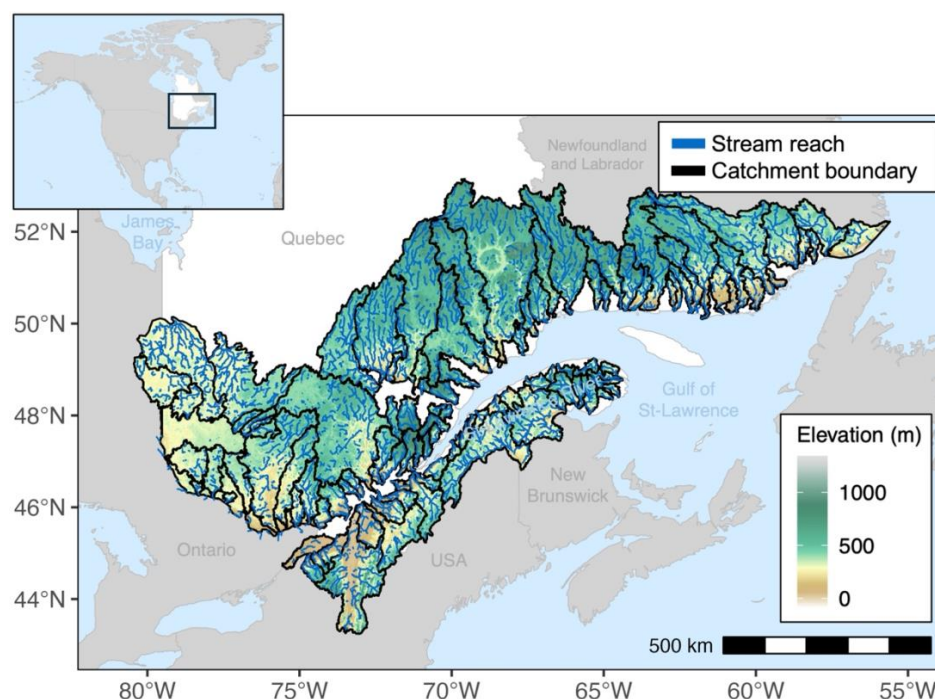 Newfoundland
and Labrador
Stream reach
Catchment boundary
James
Bay
Quebec
52°N
50°N
48°N
46°N
44°N
Gulf of
St-Lawrence
New
Brunswick
Ontario
USA
Elevation (m)
1000
500
0
500 km
80°W
75°W
70°W
65°W
60°W
55°W